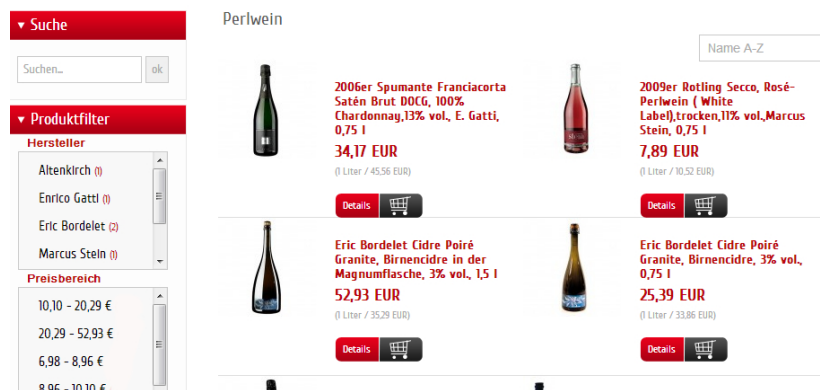 ▾ Suche
Suchen...
ok
▾ Produktfilter
Hersteller
Altenkirch (1)
Enrico Gatti (1)
Eric Bordelet (2)
Marcus Stein (1)
Preisbereich
10,10 - 20,29 €
20,29 - 52,93 €
6,98 - 8,96 €
8,96 - 10,10 €
Perlwein
Name A-Z
2006er Spumante Franciacorta
Satén Brut DOCG, 100%
Chardonnay,13% vol., E. Gatti,
0,75 l
34,17 EUR
(1 Liter / 45,56 EUR)
Details
2009er Rotling Secco, Rosé-
Perlwein ( White
Label),trocken,11% vol.,Marcus
Stein, 0,75 l
7,89 EUR
(1 Liter / 10,52 EUR)
Details
Eric Bordelet Cidre Poiré
Granite, Birnencidre in der
Magnumflasche, 3% vol., 1,5 l
52,93 EUR
(1 Liter / 35,29 EUR)
Details
Eric Bordelet Cidre Poiré
Granite, Birnencidre, 3% vol.,
0,75 l
25,39 EUR
(1 Liter / 33,86 EUR)
Details